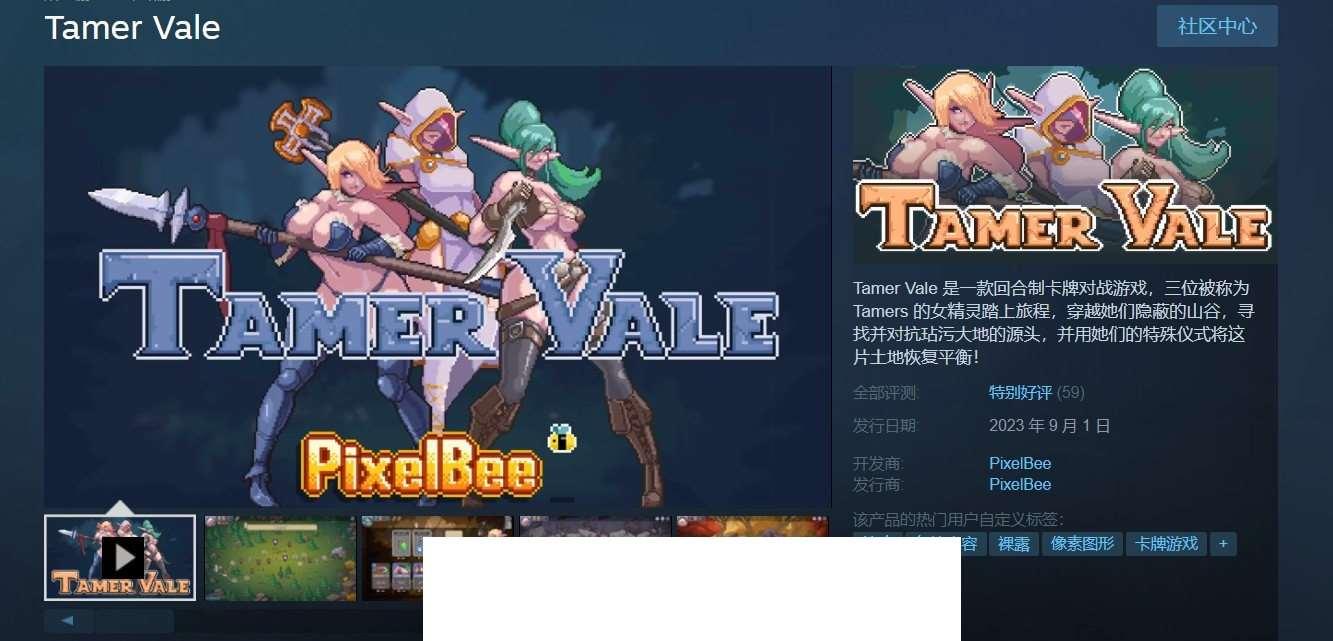 Tamer Vale
社区中心
TAMER VALE
PixelBee
TAMER VALE
Tamer Vale 是一款回合制卡牌对战游戏，三位被称为
Tamers 的女精灵踏上旅程，穿越她们隐蔽的山谷，寻
找并对抗玷污大地的源头，并用她们的特殊仪式将这
片土地恢复平衡！
全部评测: 特别好评 (59)
发行日期: 2023 年 9 月 1 日
开发商: PixelBee
发行商: PixelBee
该产品的热门用户自定义标签:
容 裸露 像素图形 卡牌游戏 +
TAMER VALE